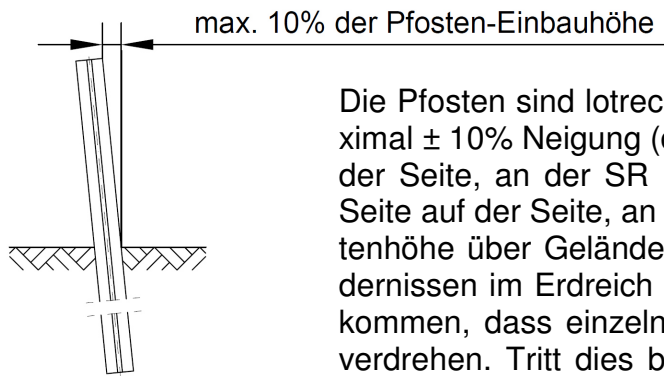 max. 10% der Pfosten-Einbauhöhe
Die Pfosten sind lotrec
ximal ± 10% Neigung (
der Seite, an der SR
Seite auf der Seite, an
tenhöhe über Gelände
dernissen im Erdreich
kommen, dass einzeln
verdrehen. Tritt dies b